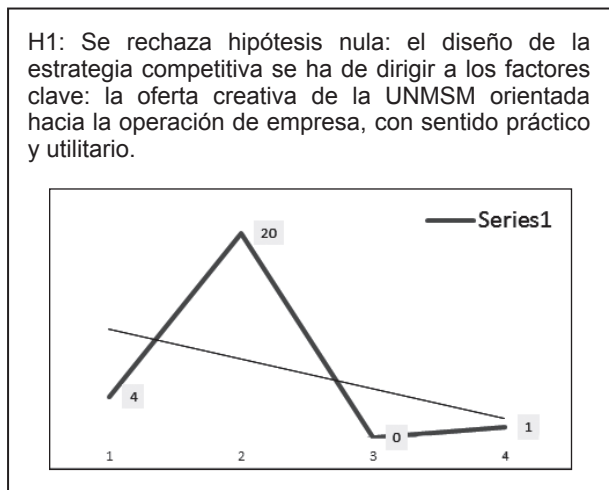 H1: Se rechaza hipótesis nula: el diseño de la
estrategia competitiva se ha de dirigir a los factores
clave: la oferta creativa de la UNMSM orientada
hacia la operación de empresa, con sentido práctico
y utilitario.
Series1
20
4
0
1
1 2 3 4